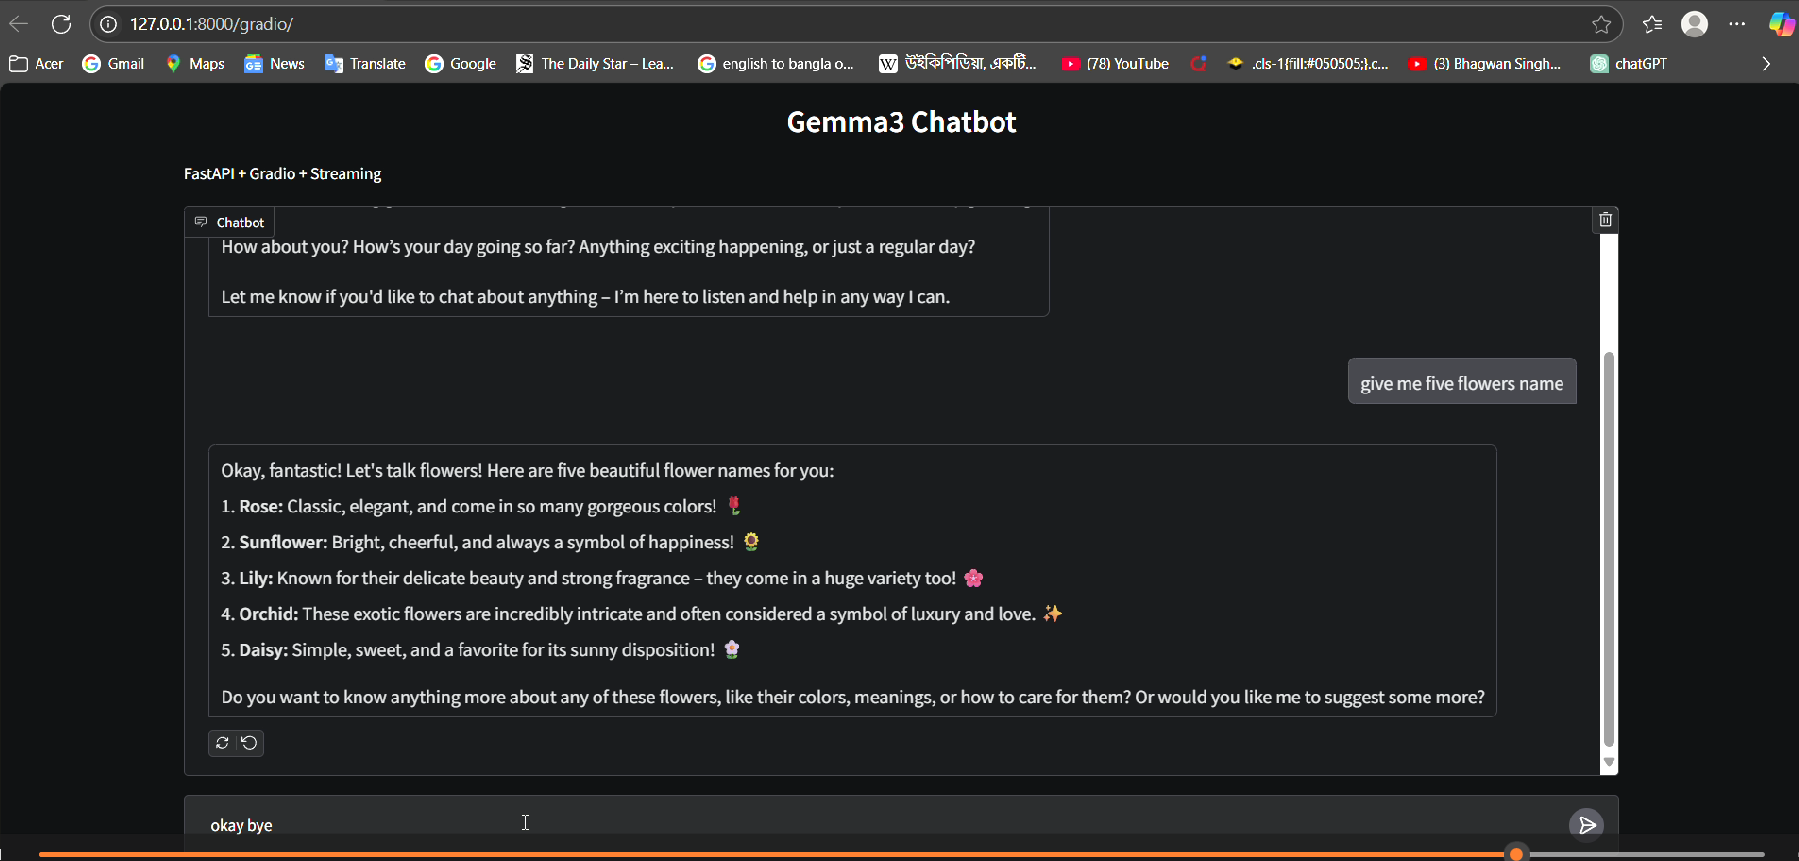 127.0.0.1:8000/gradio/
Acer Gmail Maps News Translate Google The Daily Star – Lea... english to bangla o... উইকিপিডিয়া, একটি... (78) YouTube .cls-1{fill:#050505;}.c... (3) Bhagwan Singh... chatGPT
Gemma3 Chatbot
FastAPI + Gradio + Streaming
Chatbot
How about you? How’s your day going so far? Anything exciting happening, or just a regular day?
Let me know if you'd like to chat about anything – I’m here to listen and help in any way I can.
give me five flowers name
Okay, fantastic! Let's talk flowers! Here are five beautiful flower names for you:
1. Rose: Classic, elegant, and come in so many gorgeous colors! 🌹
2. Sunflower: Bright, cheerful, and always a symbol of happiness! 🌻
3. Lily: Known for their delicate beauty and strong fragrance – they come in a huge variety too! 🌸
4. Orchid: These exotic flowers are incredibly intricate and often considered a symbol of luxury and love. ✨
5. Daisy: Simple, sweet, and a favorite for its sunny disposition! 🌼
Do you want to know anything more about any of these flowers, like their colors, meanings, or how to care for them? Or would you like me to suggest some more?
okay bye